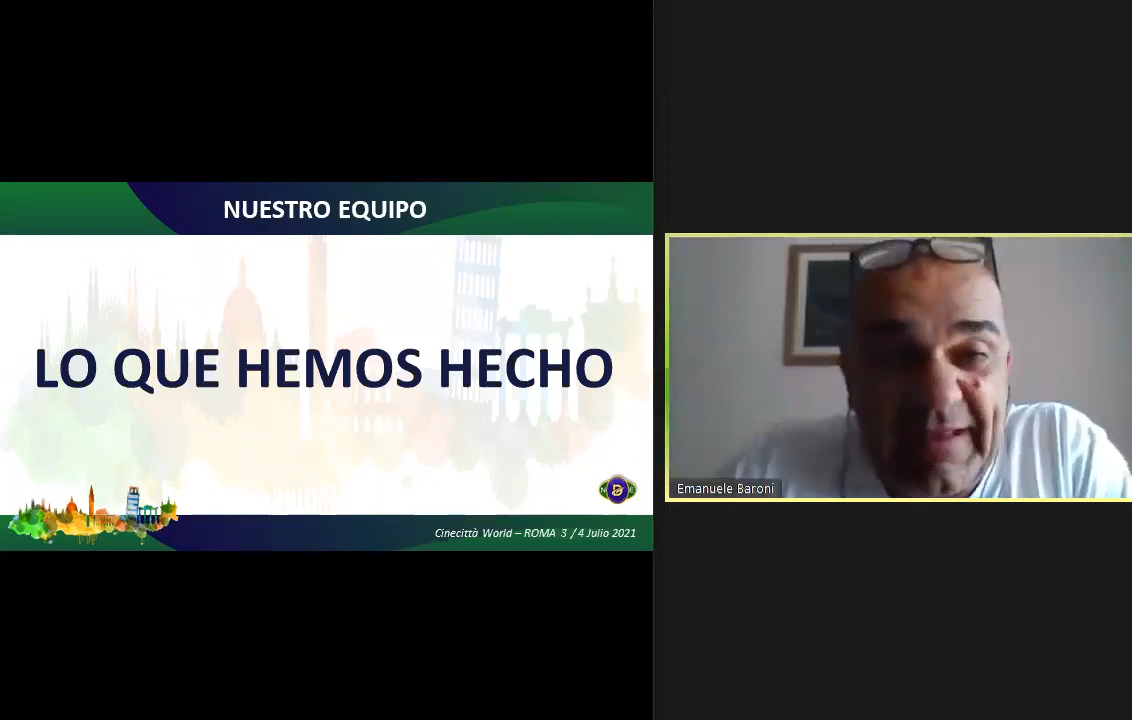 NUESTRO EQUIPO
LO QUE HEMOS HECHO
Cinecittà World – ROMA 3 / 4 Julio 2021
Emanuele Baroni